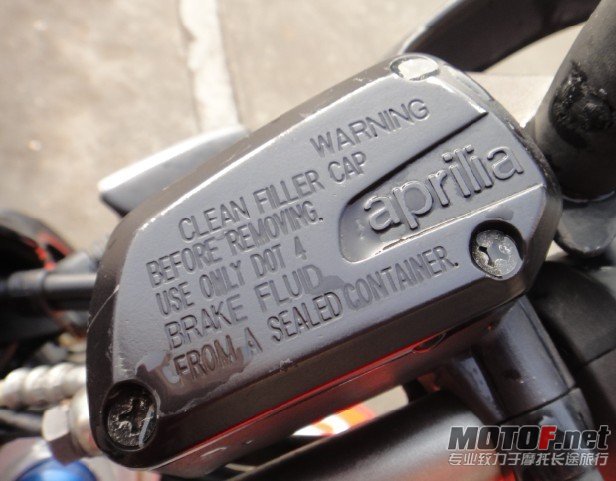 WARNING
CLEAN FILLER CAP
BEFORE REMOVING.
USE ONLY DOT 4
BRAKE FLUID
FROM A SEALED CONTAINER.
aprilia
MOTOF.net
专业致力于摩托长途旅行